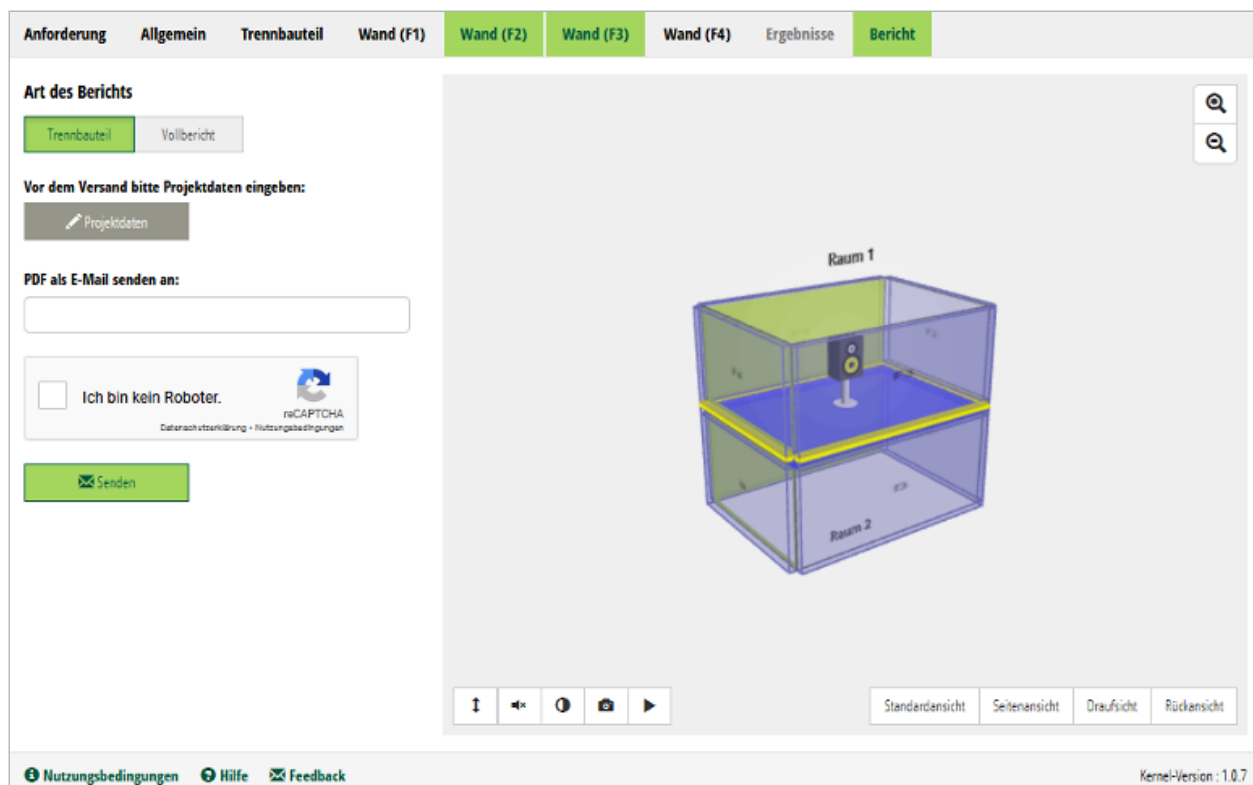 Anforderung Allgemein Trennbauteil Wand (F1) Wand (F2) Wand (F3) Wand (F4) Ergebnisse Bericht
Art des Berichts
Trennbauteil Vollbericht
Vor dem Versand bitte Projektdaten eingeben:
Projektdaten
PDF als E-Mail senden an:
Ich bin kein Roboter.
reCAPTCHA
Datenschutzerklärung - Nutzungsbedingungen
Senden
Raum 1
Raum 2
Standardansicht Seitenansicht Draufsicht Rückansicht
Nutzungsbedingungen Hilfe Feedback
Kernel-Version : 1.0.7